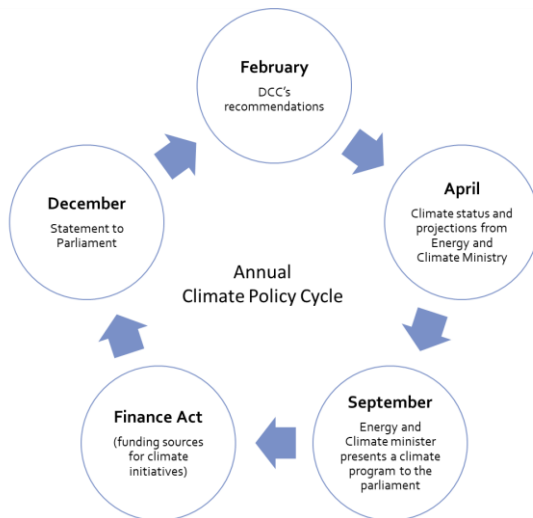 February
DCC's
recommendations
April
Climate status and
projections from
Energy and
Climate Ministry
September
Energy and
Climate minister
presents a climate
program to the
parliament
Finance Act
(funding sources
for climate
initiatives)
December
Statement to
Parliament
Annual
Climate Policy Cycle